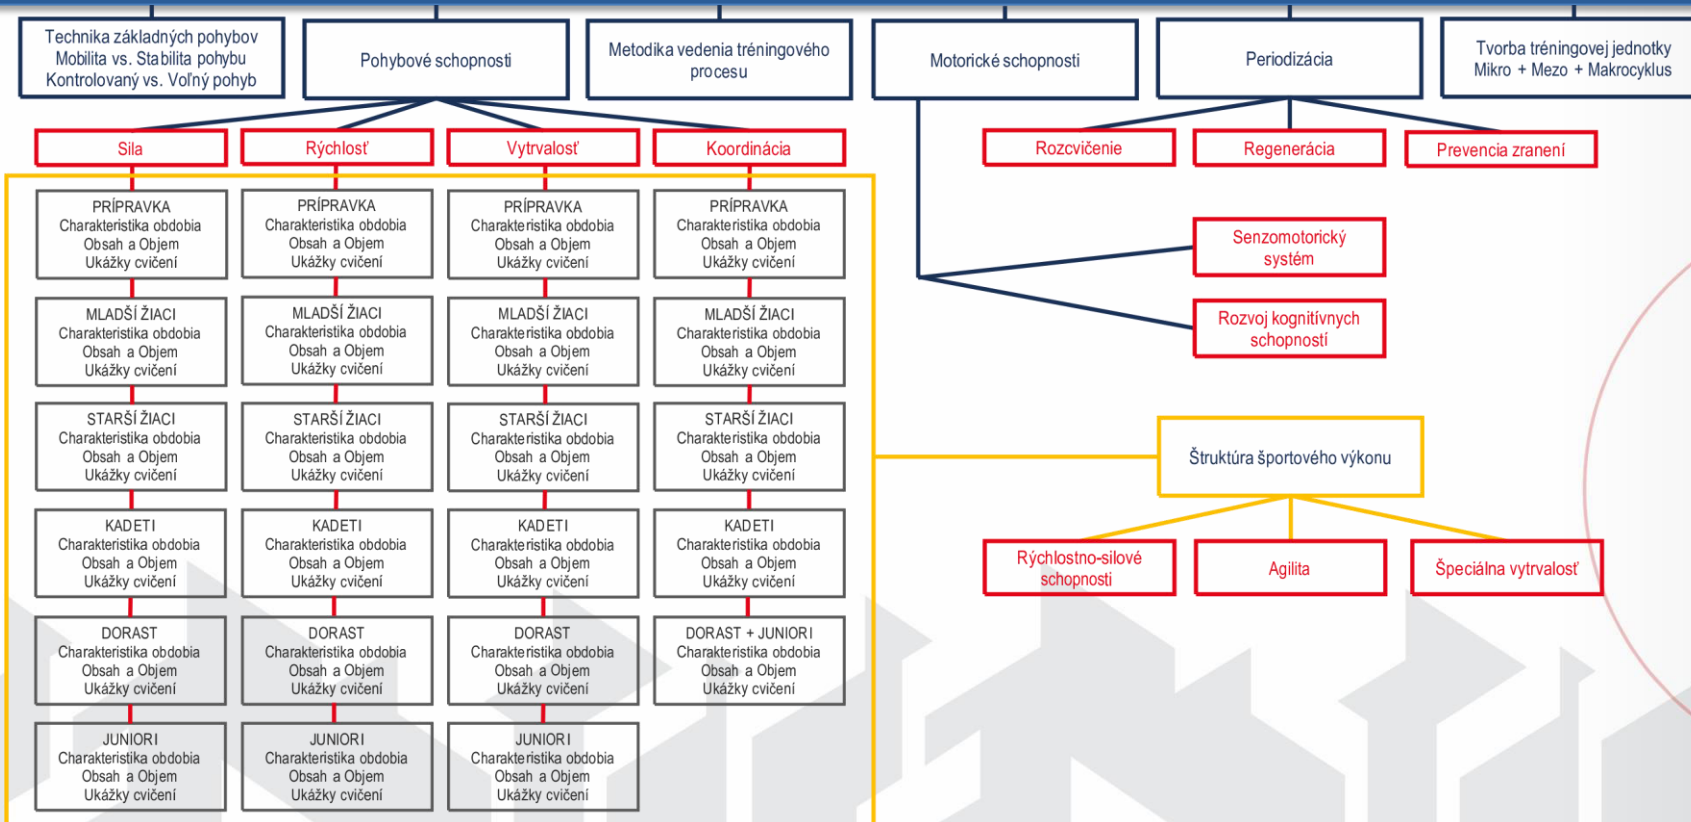 Technika základných pohybov
Mobilita vs. Stabilita pohybu
Kontrolovaný vs. Voľný pohyb
Pohybové schopnosti
Metodika vedenia tréningového
procesu
Motorické schopnosti
Periodizácia
Tvorba tréningovej jednotky
Mikro + Mezo + Makrocyklus
Sila
Rýchlosť
Vytrvalosť
Koordinácia
Rozcvičenie
Regenerácia
Prevencia zranení
PRÍPRAVKA
Charakteristika obdobia
Obsah a Objem
Ukážky cvičení
PRÍPRAVKA
Charakteristika obdobia
Obsah a Objem
Ukážky cvičení
PRÍPRAVKA
Charakteristika obdobia
Obsah a Objem
Ukážky cvičení
PRÍPRAVKA
Charakteristika obdobia
Obsah a Objem
Ukážky cvičení
Senzomotorický
systém
MLADŠÍ ŽIACI
Charakteristika obdobia
Obsah a Objem
Ukážky cvičení
MLADŠÍ ŽIACI
Charakteristika obdobia
Obsah a Objem
Ukážky cvičení
MLADŠÍ ŽIACI
Charakteristika obdobia
Obsah a Objem
Ukážky cvičení
MLADŠÍ ŽIACI
Charakteristika obdobia
Obsah a Objem
Ukážky cvičení
Rozvoj kognitívnych
schopností
STARŠÍ ŽIACI
Charakteristika obdobia
Obsah a Objem
Ukážky cvičení
STARŠÍ ŽIACI
Charakteristika obdobia
Obsah a Objem
Ukážky cvičení
STARŠÍ ŽIACI
Charakteristika obdobia
Obsah a Objem
Ukážky cvičení
STARŠÍ ŽIACI
Charakteristika obdobia
Obsah a Objem
Ukážky cvičení
Štruktúra športového výkonu
KADETI
Charakteristika obdobia
Obsah a Objem
Ukážky cvičení
KADETI
Charakteristika obdobia
Obsah a Objem
Ukážky cvičení
KADETI
Charakteristika obdobia
Obsah a Objem
Ukážky cvičení
KADETI
Charakteristika obdobia
Obsah a Objem
Ukážky cvičení
Rýchlostno-silové
schopnosti
Agilita
Špeciálna vytrvalosť
DORAST
Charakteristika obdobia
Obsah a Objem
Ukážky cvičení
DORAST
Charakteristika obdobia
Obsah a Objem
Ukážky cvičení
DORAST
Charakteristika obdobia
Obsah a Objem
Ukážky cvičení
DORAST + JUNIORI
Charakteristika obdobia
Obsah a Objem
Ukážky cvičení
JUNIORI
Charakteristika obdobia
Obsah a Objem
Ukážky cvičení
JUNIORI
Charakteristika obdobia
Obsah a Objem
Ukážky cvičení
JUNIORI
Charakteristika obdobia
Obsah a Objem
Ukážky cvičení